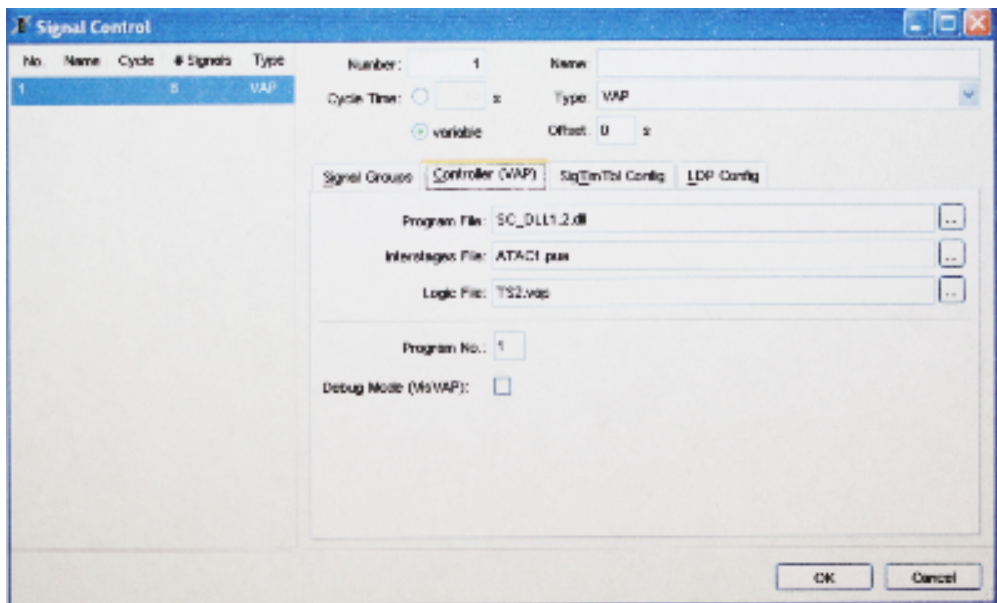 Signal Control
No. Name Cycle # Signals Type
1 VAP
Number: 1 Name:
Cycle Time: s Type: VAP
variable Offset: 0 s
Signal Groups Controller (VAP) SigTimTbl Config LDP Config
Program File: SC_DLL1.2.dll ...
Interstages File: ATAC1.pua ...
Logic File: TS2.vap ...
Program No.: 1
Debug Mode (VisVAP):
OK Cancel